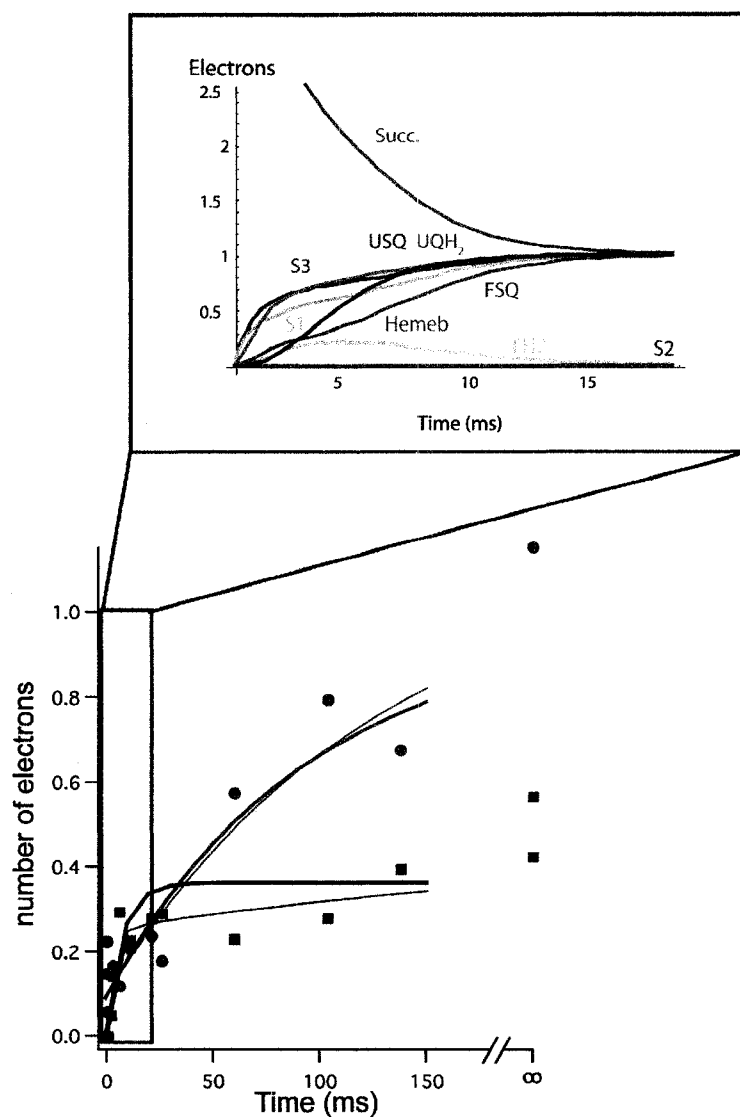 Electrons
2.5
Succ.
2
1.5
USQ UQH2
1
S3
FSQ
0.5
S1
Hemeb
S2
5 10 15
Time (ms)
1.0
0.8
number of electrons
0.6
0.4
0.2
0.0
0 50 100 150 ∞
Time (ms)